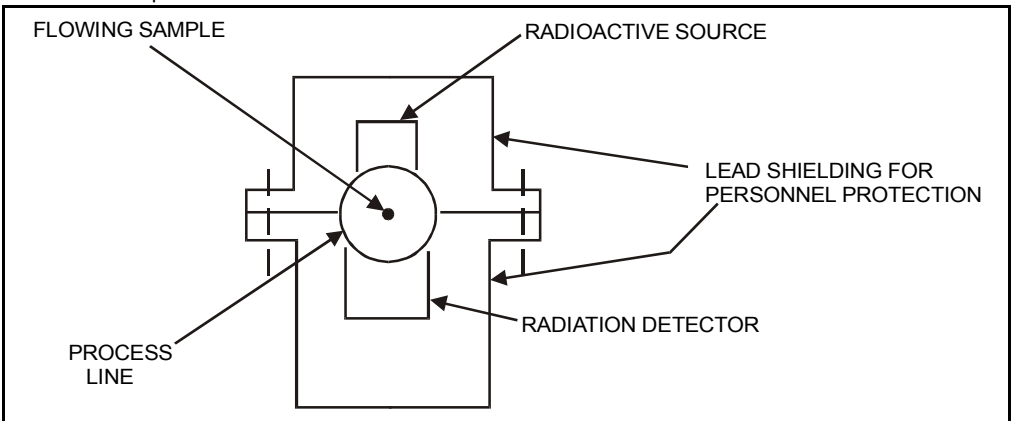 FLOWING SAMPLE
RADIOACTIVE SOURCE
LEAD SHIELDING FOR
PERSONNEL PROTECTION
RADIATION DETECTOR
PROCESS
LINE